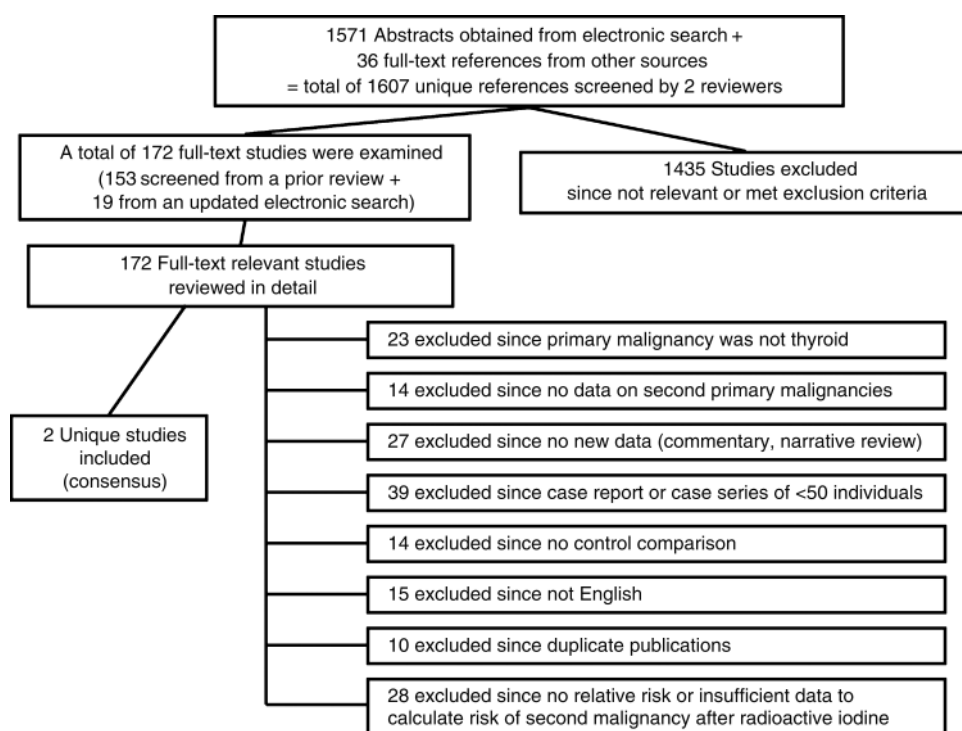 1571 Abstracts obtained from electronic search +
36 full-text references from other sources
= total of 1607 unique references screened by 2 reviewers
A total of 172 full-text studies were examined
(153 screened from a prior review +
19 from an updated electronic search)
1435 Studies excluded
since not relevant or met exclusion criteria
172 Full-text relevant studies
reviewed in detail
2 Unique studies
included
(consensus)
23 excluded since primary malignancy was not thyroid
14 excluded since no data on second primary malignancies
27 excluded since no new data (commentary, narrative review)
39 excluded since case report or case series of <50 individuals
14 excluded since no control comparison
15 excluded since not English
10 excluded since duplicate publications
28 excluded since no relative risk or insufficient data to
calculate risk of second malignancy after radioactive iodine